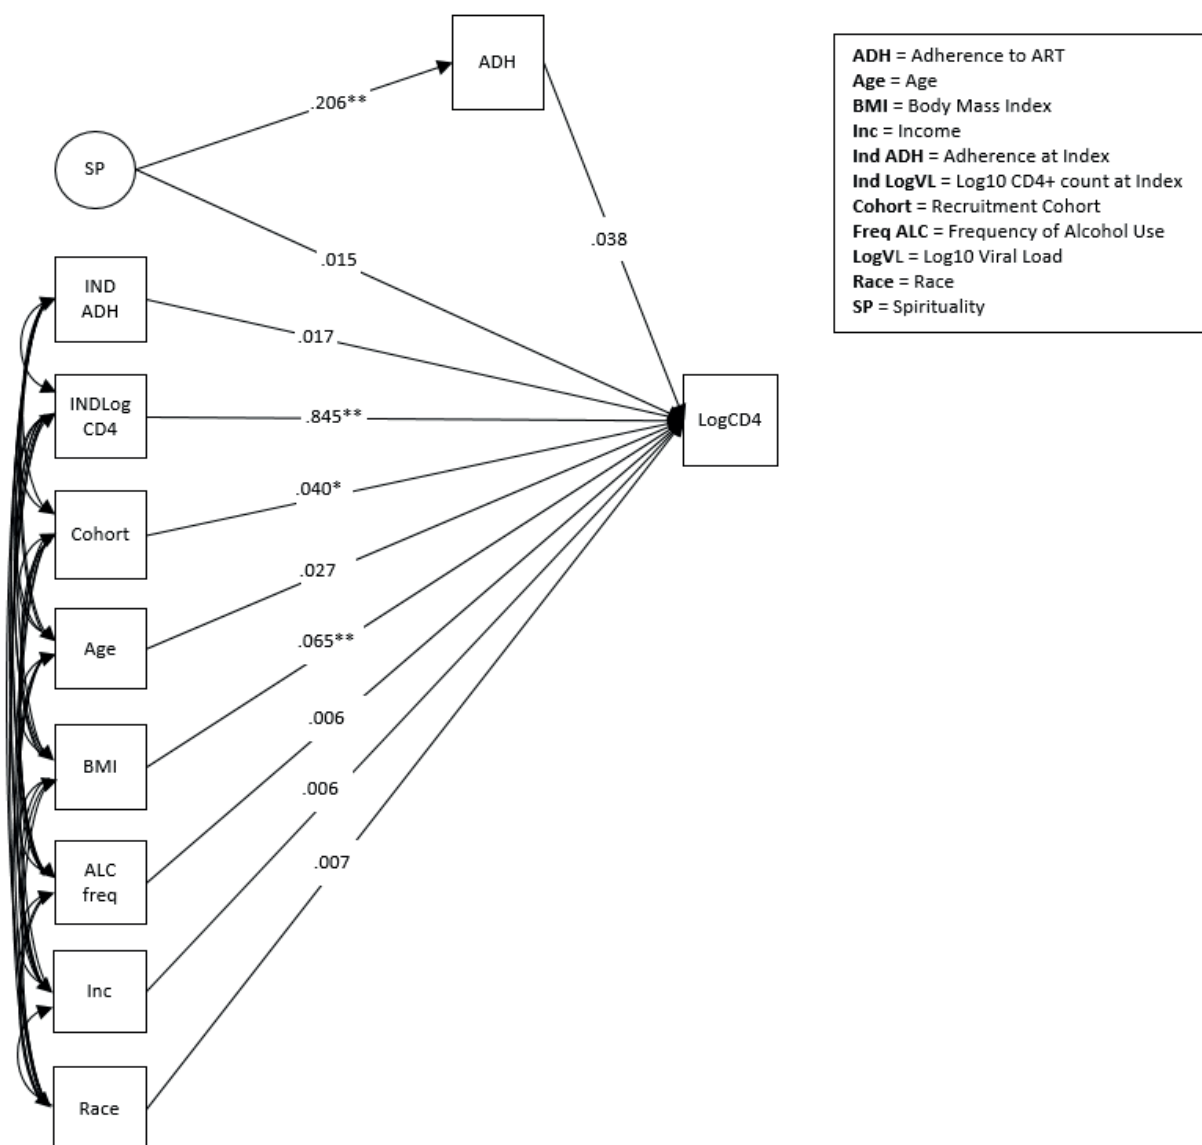 ADH
.206**
SP
.038
.015
IND
ADH
.017
INDLog
CD4
.845**
LogCD4
.040*
Cohort
.027
Age
.065**
BMI
.006
ALC
freq
.006
Inc
.007
Race
ADH = Adherence to ART
Age = Age
BMI = Body Mass Index
Inc = Income
Ind ADH = Adherence at Index
Ind LogVL = Log10 CD4+ count at Index
Cohort = Recruitment Cohort
Freq ALC = Frequency of Alcohol Use
LogVL = Log10 Viral Load
Race = Race
SP = Spirituality